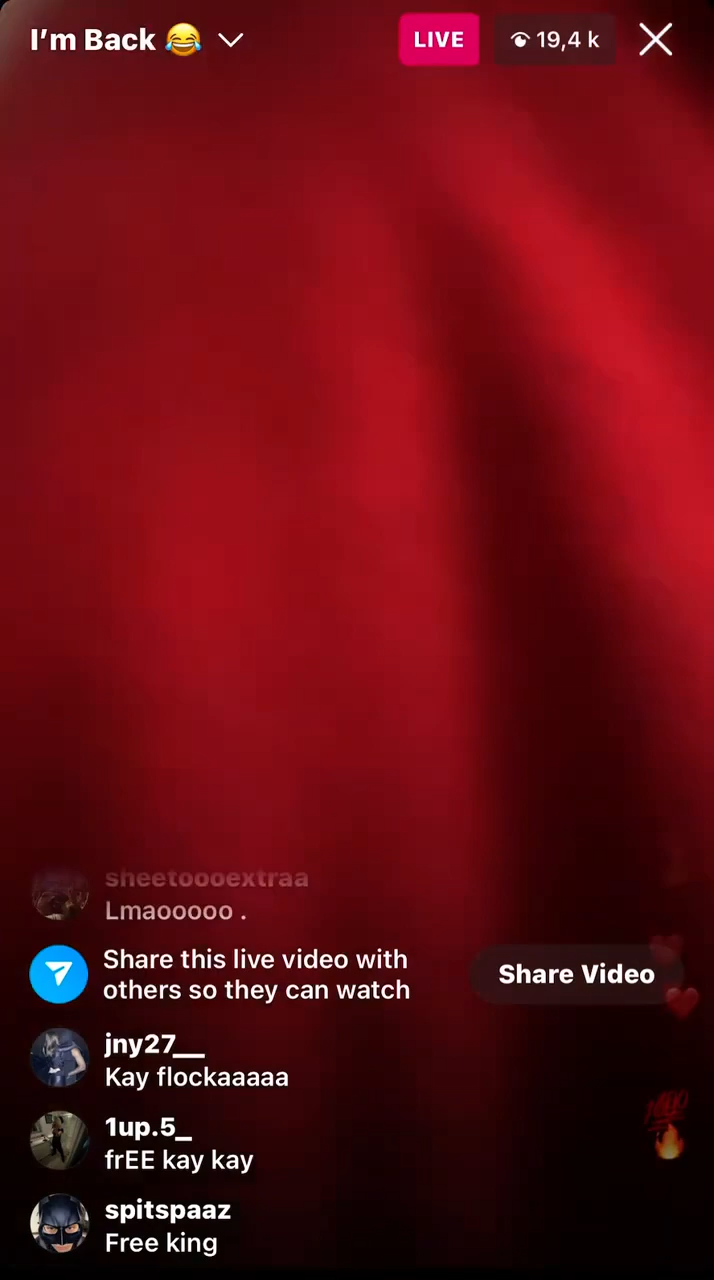 I'm Back 😂
LIVE
19,4 k
sheetoooextraa
Lmaooooo .
Share this live video with
others so they can watch
Share Video
jny27__
Kay flockaaaaa
1up.5_
frEE kay kay
spitspaaz
Free king
💯